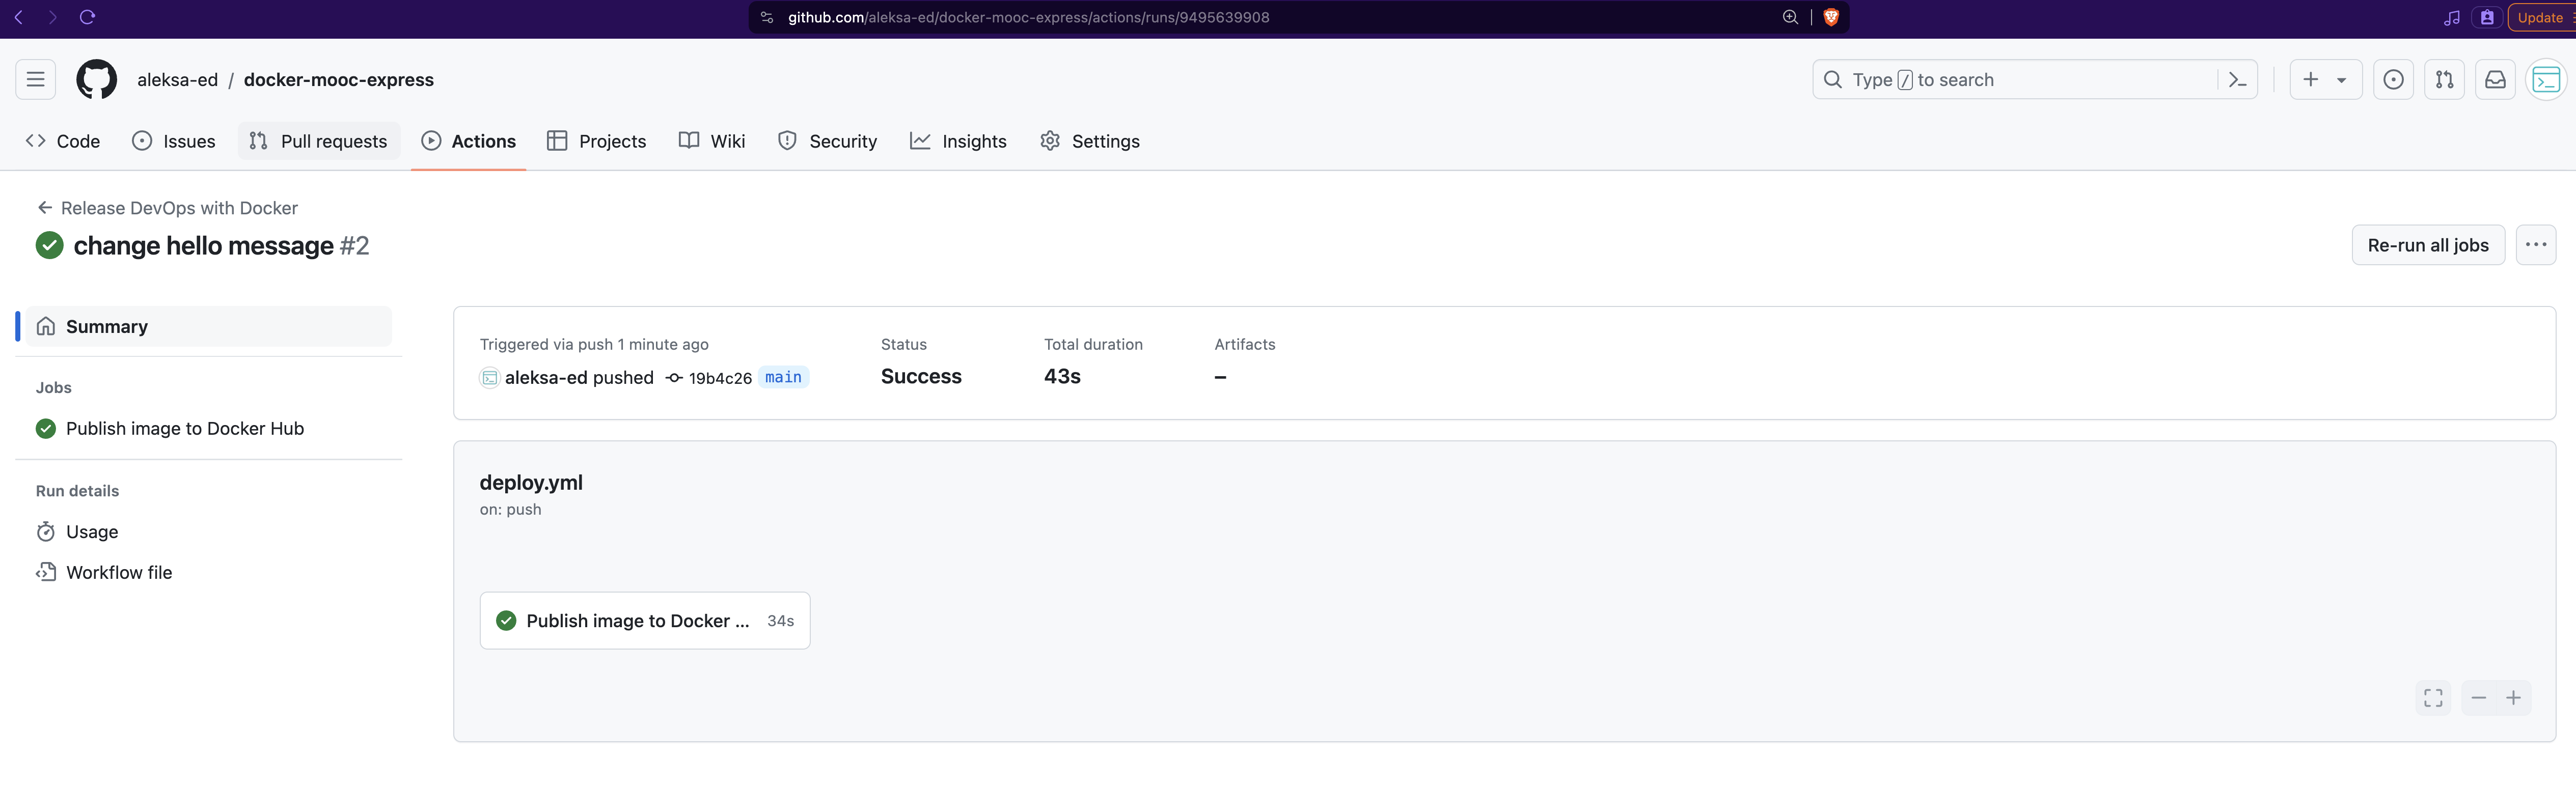 github.com/aleksa-ed/docker-mooc-express/actions/runs/9495639908
Update
aleksa-ed / docker-mooc-express
Type / to search
Code Issues Pull requests Actions Projects Wiki Security Insights Settings
Release DevOps with Docker
change hello message #2
Re-run all jobs
Summary
Jobs
Publish image to Docker Hub
Run details
Usage
Workflow file
Triggered via push 1 minute ago
aleksa-ed pushed 19b4c26 main
Status
Success
Total duration
43s
Artifacts
–
deploy.yml
on: push
Publish image to Docker ... 34s